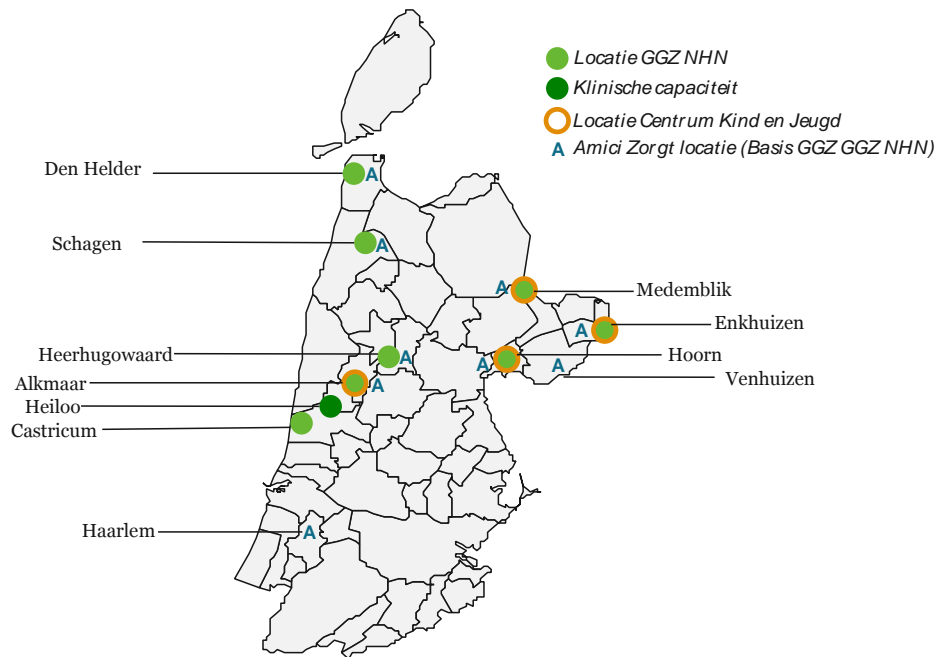 Locatie GGZ NHN
Klinische capaciteit
Locatie Centrum Kind en Jeugd
A Amici Zorgt locatie (Basis GGZ GGZ NHN)
Den Helder
A
Schagen
A
A
Medemblik
Enkhuizen
A
Heerhugowaard
A
Hoorn
A
A
Venhuizen
Alkmaar
A
Heiloo
Castricum
Haarlem
A